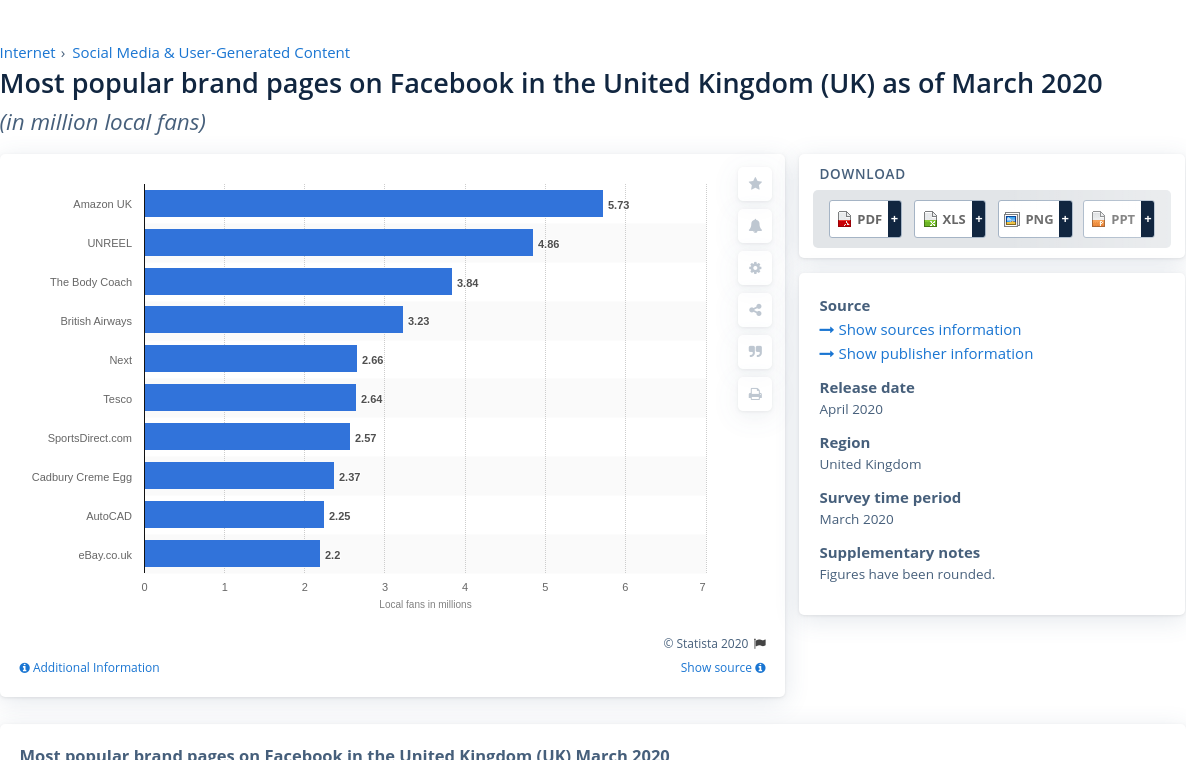 Internet › Social Media & User-Generated Content
Most popular brand pages on Facebook in the United Kingdom (UK) as of March 2020
(in million local fans)
Amazon UK 5.73
UNREEL 4.86
The Body Coach 3.84
British Airways 3.23
Next 2.66
Tesco 2.64
SportsDirect.com 2.57
Cadbury Creme Egg 2.37
AutoCAD 2.25
eBay.co.uk 2.2
0 1 2 3 4 5 6 7
Local fans in millions
© Statista 2020
Additional Information
Show source
DOWNLOAD
PDF + XLS + PNG + PPT +
Source
Show sources information
Show publisher information
Release date
April 2020
Region
United Kingdom
Survey time period
March 2020
Supplementary notes
Figures have been rounded.
Most popular brand pages on Facebook in the United Kingdom (UK) March 2020